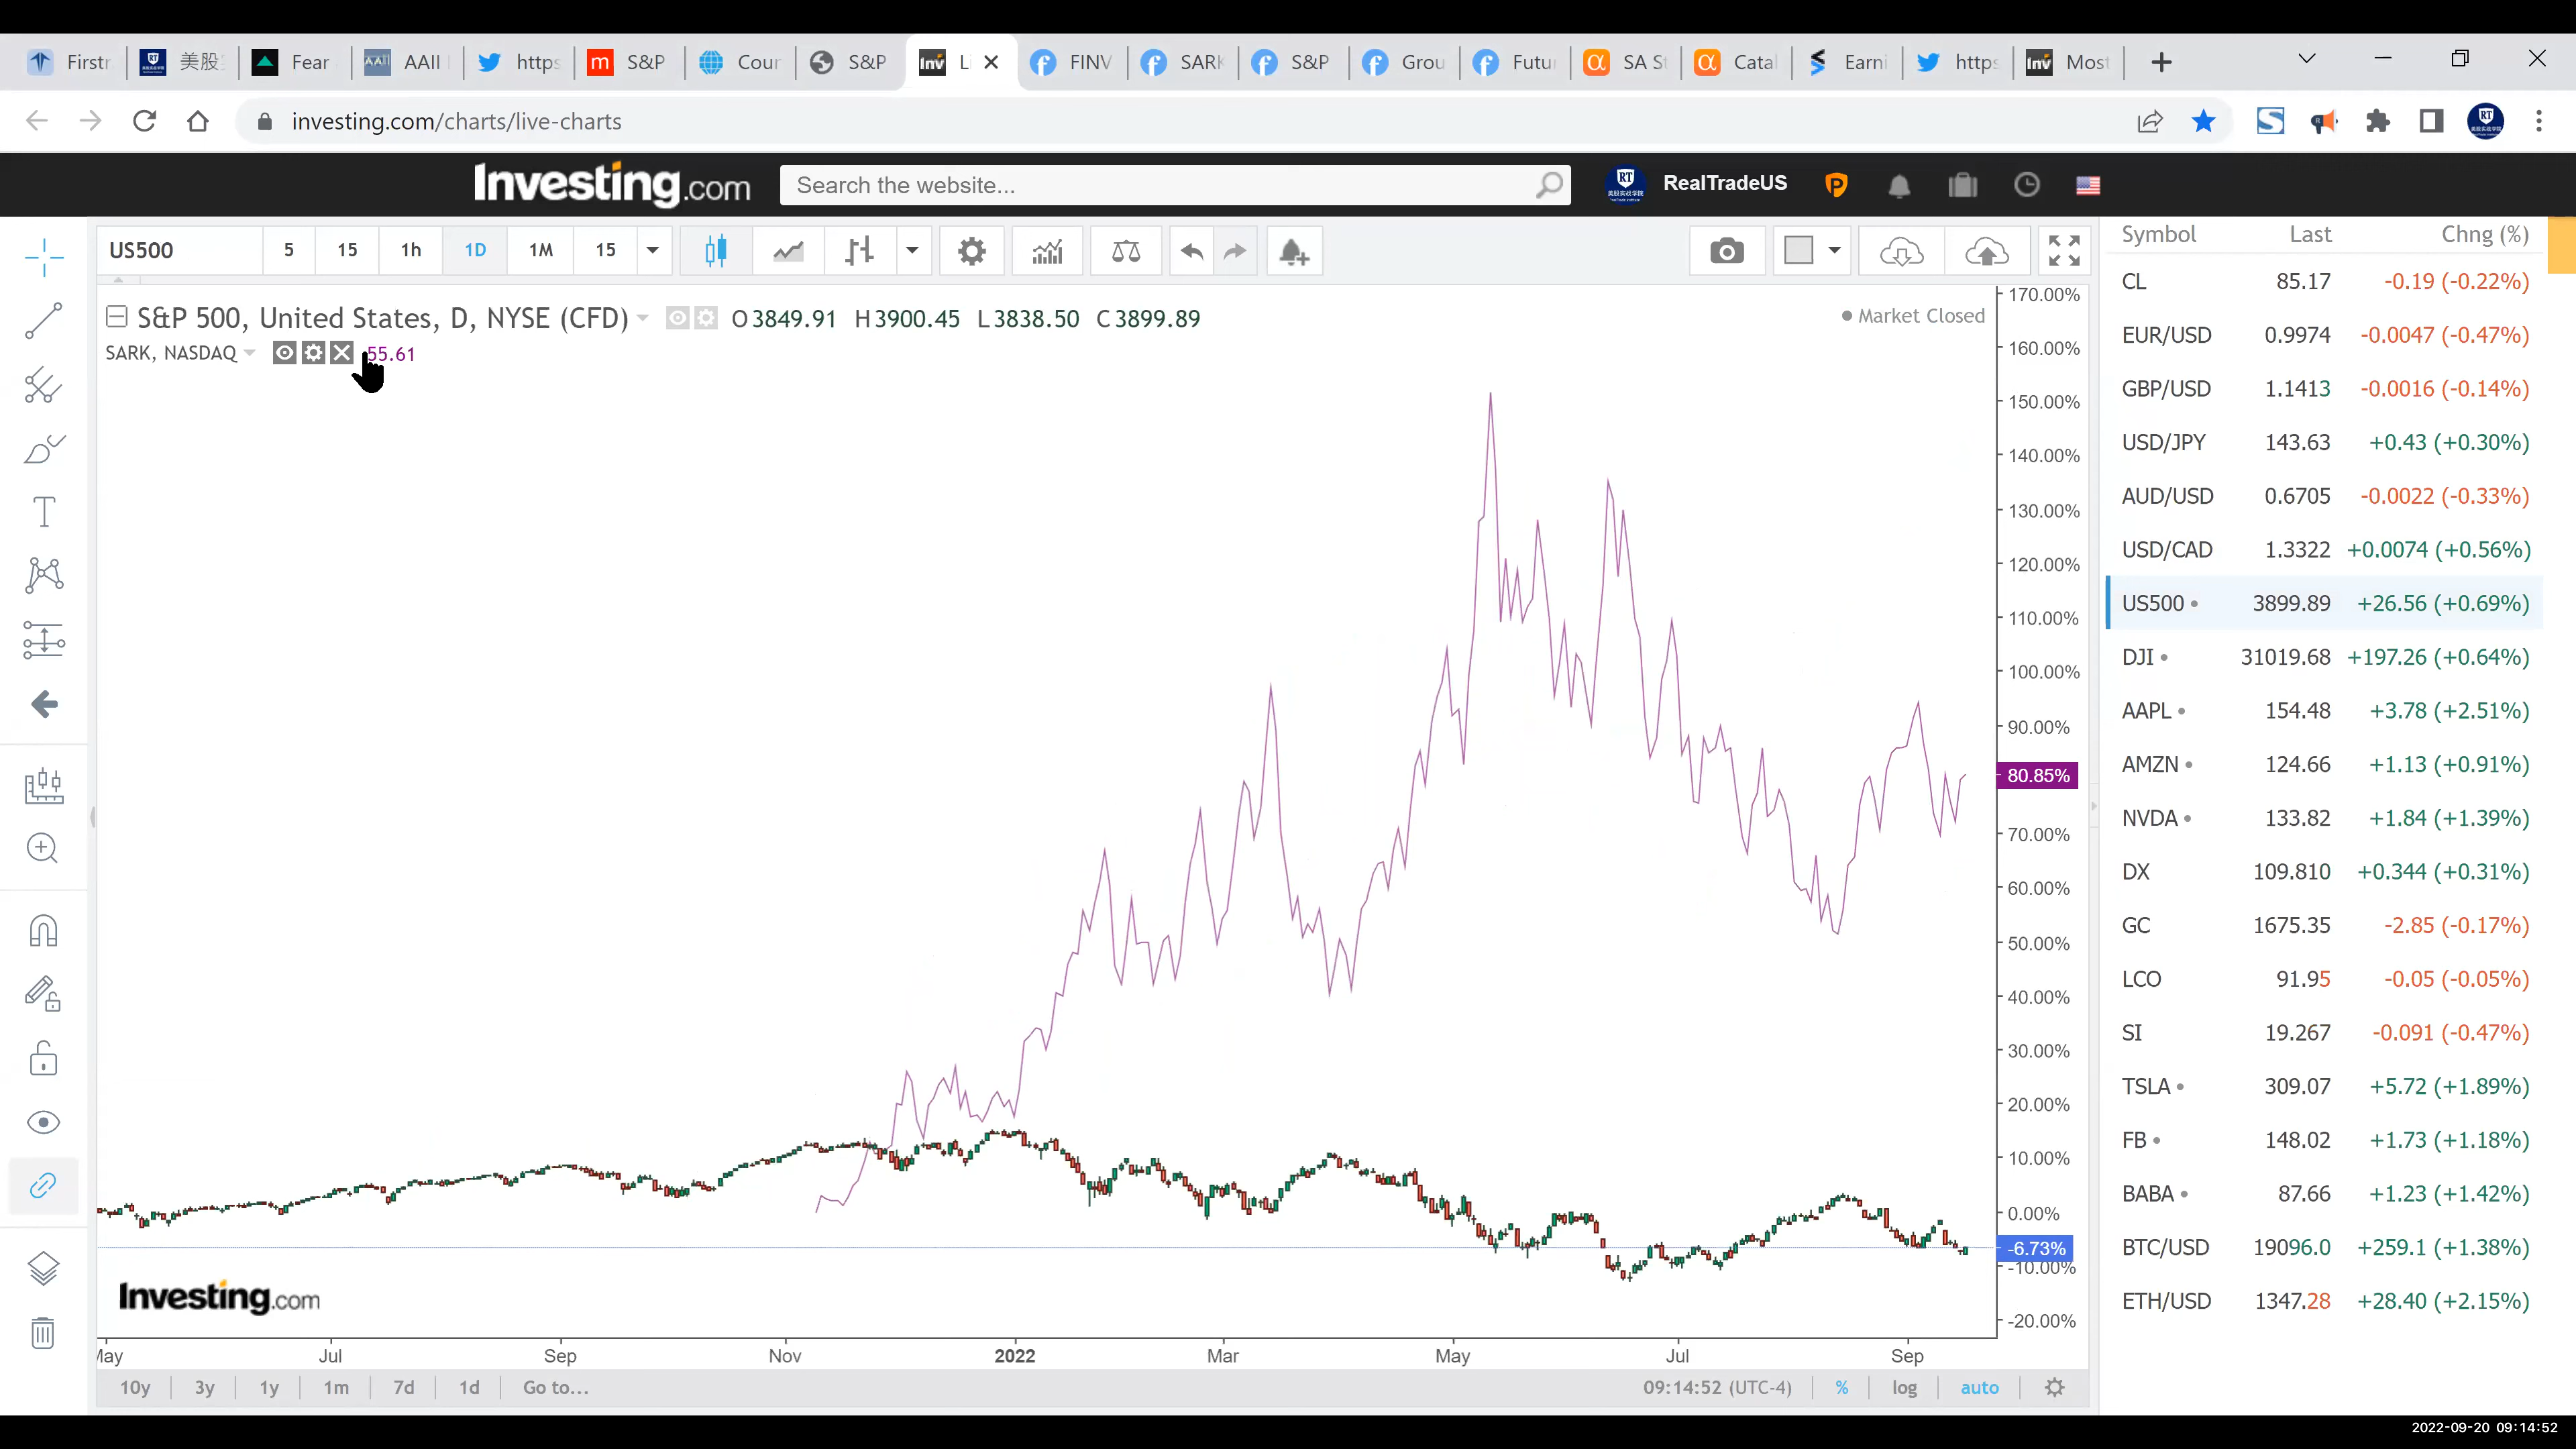 Firstr
美股
Fear
AAII
https
S&P
Cour
S&P
Li
FINV
SARK
S&P
Grou
Futur
SA St
Catal
Earni
https
Most
investing.com/charts/live-charts
Investing.com
Search the website...
RealTradeUS
US500 5 15 1h 1D 1M 15
S&P 500, United States, D, NYSE (CFD) O3849.91 H3900.45 L3838.50 C3899.89
Market Closed
SARK, NASDAQ 55.61
170.00%
160.00%
150.00%
140.00%
130.00%
120.00%
110.00%
100.00%
90.00%
80.85%
70.00%
60.00%
50.00%
40.00%
30.00%
20.00%
10.00%
0.00%
-6.73%
-10.00%
-20.00%
Investing.com
May Jul Sep Nov 2022 Mar May Jul Sep
10y 3y 1y 1m 7d 1d Go to... 09:14:52 (UTC-4) % log auto
Symbol Last Chng (%)
CL 85.17 -0.19 (-0.22%)
EUR/USD 0.9974 -0.0047 (-0.47%)
GBP/USD 1.1413 -0.0016 (-0.14%)
USD/JPY 143.63 +0.43 (+0.30%)
AUD/USD 0.6705 -0.0022 (-0.33%)
USD/CAD 1.3322 +0.0074 (+0.56%)
US500 3899.89 +26.56 (+0.69%)
DJI 31019.68 +197.26 (+0.64%)
AAPL 154.48 +3.78 (+2.51%)
AMZN 124.66 +1.13 (+0.91%)
NVDA 133.82 +1.84 (+1.39%)
DX 109.810 +0.344 (+0.31%)
GC 1675.35 -2.85 (-0.17%)
LCO 91.95 -0.05 (-0.05%)
SI 19.267 -0.091 (-0.47%)
TSLA 309.07 +5.72 (+1.89%)
FB 148.02 +1.73 (+1.18%)
BABA 87.66 +1.23 (+1.42%)
BTC/USD 19096.0 +259.1 (+1.38%)
ETH/USD 1347.28 +28.40 (+2.15%)
2022-09-20 09:14:52